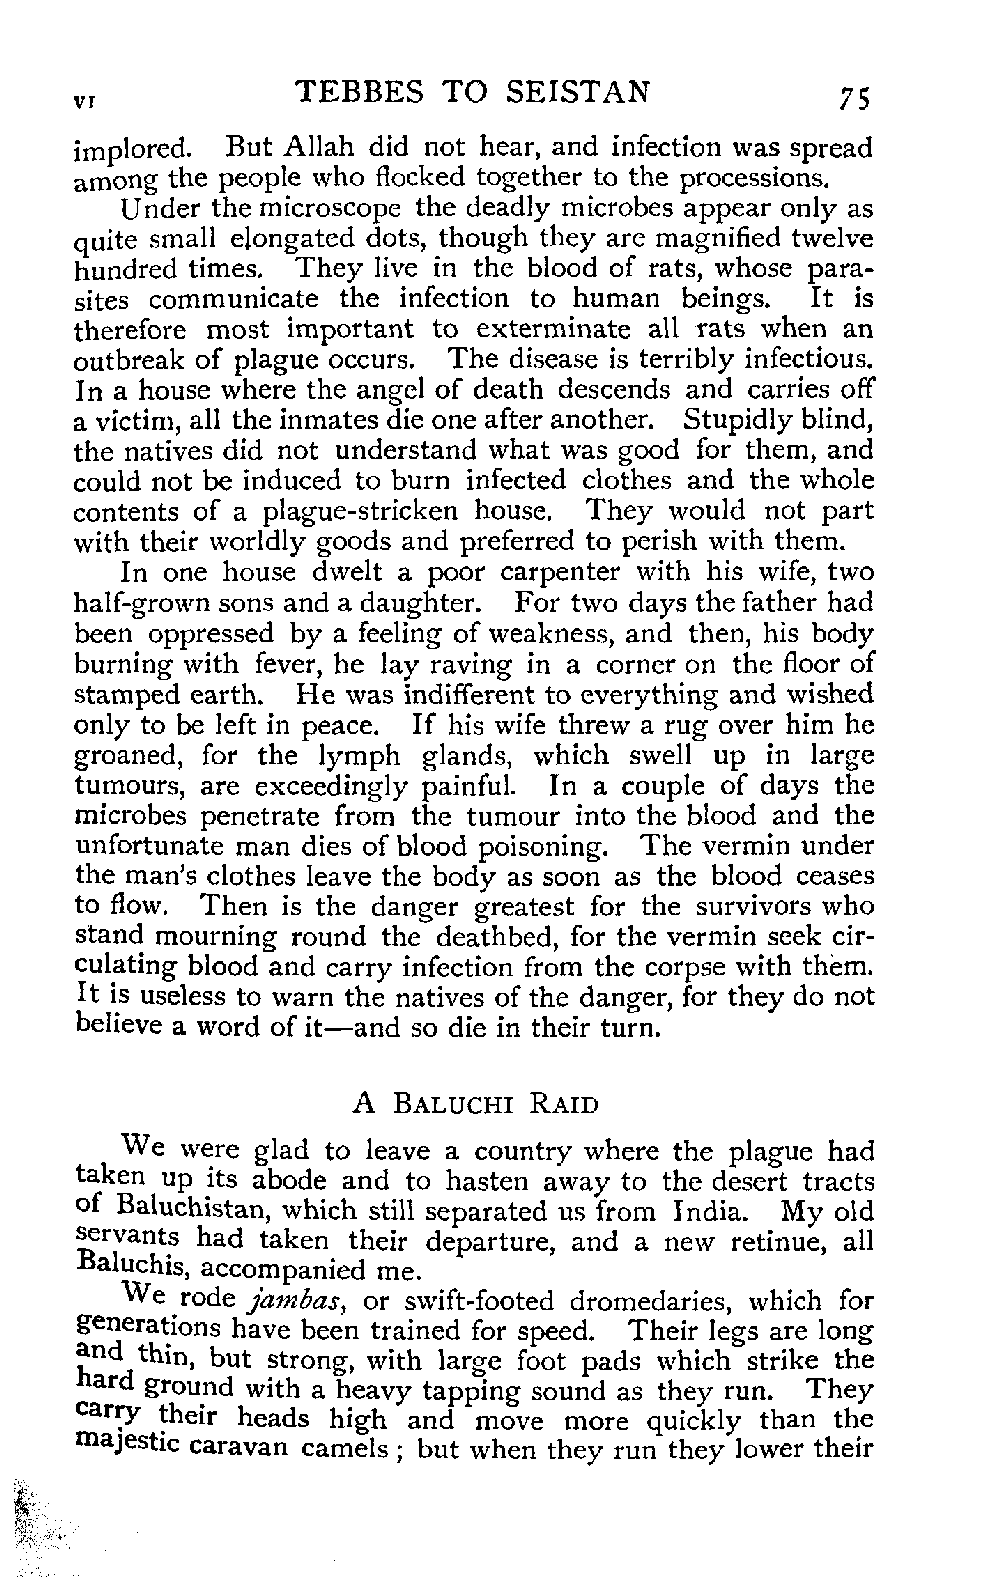 VI TEBBES TO SEISTAN 75
implored. But Allah did not hear, and infection was spread
among the people who flocked together to the processions.
Under the microscope the deadly microbes appear only as
quite small elongated dots, though they are magnified twelve
hundred times. They live in the blood of rats, whose para-
sites communicate the infection to human beings. It is
therefore most important to exterminate all rats when an
outbreak of plague occurs. The disease is terribly infectious.
In a house where the angel of death descends and carries off
a victim, all the inmates die one after another. Stupidly blind,
the natives did not understand what was good for them, and
could not be induced to burn infected clothes and the whole
contents of a plague-stricken house. They would not part
with their worldly goods and preferred to perish with them.
In one house dwelt a poor carpenter with his wife, two
half-grown sons and a daughter. For two days the father had
been oppressed by a feeling of weakness, and then, his body
burning with fever, he lay raving in a corner on the floor of
stamped earth. He was indifferent to everything and wished
only to be left in peace. If his wife threw a rug over him he
groaned, for the lymph glands, which swell up in large
tumours, are exceedingly painful. In a couple of days the
microbes penetrate from the tumour into the blood and the
unfortunate man dies of blood poisoning. The vermin under
the man's clothes leave the body as soon as the blood ceases
to flow. Then is the danger greatest for the survivors who
stand mourning round the deathbed, for the vermin seek cir-
culating blood and carry infection from the corpse with them.
It is useless to warn the natives of the danger, for they do not
believe a word of it—and so die in their turn.
A BALUCHI RAID
We were glad to leave a country where the plague had
taken up its abode and to hasten away to the desert tracts
of Baluchistan, which still separated us from India. My old
servants had taken their departure, and a new retinue, all
Baluchis, accompanied me.
We rode jambas, or swift-footed dromedaries, which for
generations have been trained for speed. Their legs are long
and thin, but strong, with large foot pads which strike the
hard ground with a heavy tapping sound as they run. They
carry their heads high and move more quickly than the
majestic caravan camels; but when they run they lower their